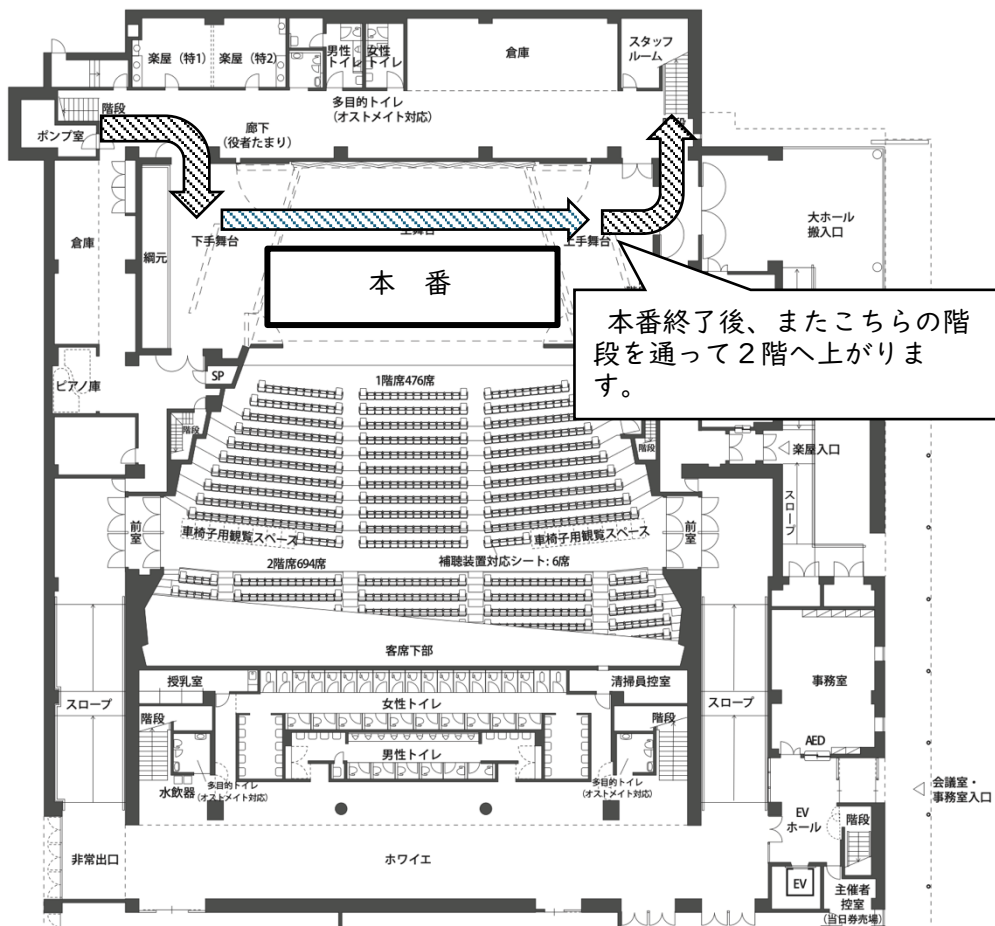 楽屋（特1）
楽屋（特2）
男性
トイレ
女性
トイレ
倉庫
スタッフ
ルーム
階段
ポンプ室
多目的トイレ
（オストメイト対応）
廊下
（役者たまり）
倉庫
綱元
下手舞台
上手舞台
大ホール
搬入口
本　番
本番終了後、またこちらの階
段を通って２階へ上がりま
す。
ピアノ庫
SP
1階席476席
階段
階段
楽屋入口
スロープ
前室
車椅子用観覧スペース
車椅子用観覧スペース
前室
2階席694席
補聴装置対応シート: 6席
客席下部
授乳室
清掃員控室
事務室
スロープ
女性トイレ
スロープ
階段
階段
男性トイレ
AED
水飲器
多目的トイレ
（オストメイト対応）
多目的トイレ
（オストメイト対応）
会議室・
事務室入口
EV
ホール
階段
非常出口
ホワイエ
EV
主催者
控室
（当日券売場）